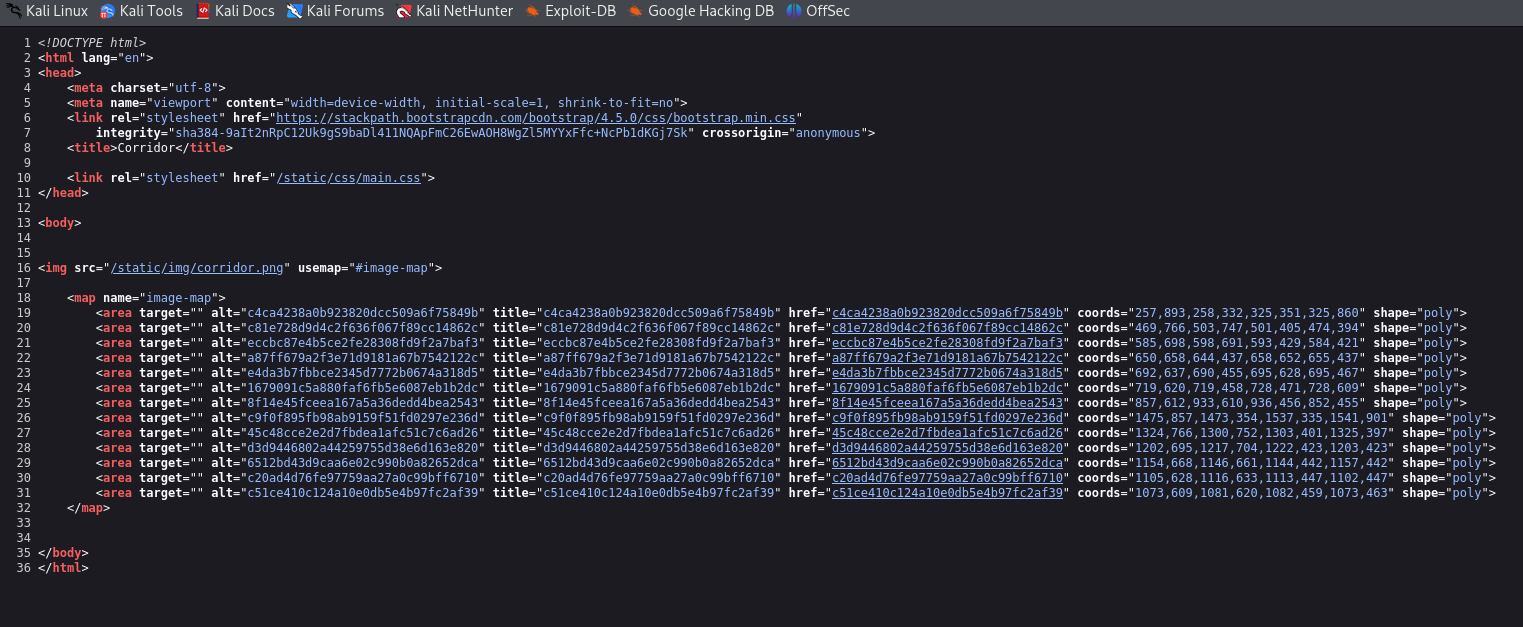 Kali Linux Kali Tools Kali Docs Kali Forums Kali NetHunter Exploit-DB Google Hacking DB OffSec
1 <!DOCTYPE html>
2 <html lang="en">
3 <head>
4 <meta charset="utf-8">
5 <meta name="viewport" content="width=device-width, initial-scale=1, shrink-to-fit=no">
6 <link rel="stylesheet" href="https://stackpath.bootstrapcdn.com/bootstrap/4.5.0/css/bootstrap.min.css"
7 integrity="sha384-9aIt2nRpC12Uk9gS9baDl411NQApFmC26EwAOH8WgZl5MYYxFfc+NcPb1dKGj7Sk" crossorigin="anonymous">
8 <title>Corridor</title>
9
10 <link rel="stylesheet" href="/static/css/main.css">
11 </head>
12
13 <body>
14
15
16 <img src="/static/img/corridor.png" usemap="#image-map">
17
18 <map name="image-map">
19 <area target="" alt="c4ca4238a0b923820dcc509a6f75849b" title="c4ca4238a0b923820dcc509a6f75849b" href="c4ca4238a0b923820dcc509a6f75849b" coords="257,893,258,332,325,351,325,860" shape="poly">
20 <area target="" alt="c81e728d9d4c2f636f067f89cc14862c" title="c81e728d9d4c2f636f067f89cc14862c" href="c81e728d9d4c2f636f067f89cc14862c" coords="469,766,503,747,501,405,474,394" shape="poly">
21 <area target="" alt="eccbc87e4b5ce2fe28308fd9f2a7baf3" title="eccbc87e4b5ce2fe28308fd9f2a7baf3" href="eccbc87e4b5ce2fe28308fd9f2a7baf3" coords="585,698,598,691,593,429,584,421" shape="poly">
22 <area target="" alt="a87ff679a2f3e71d9181a67b7542122c" title="a87ff679a2f3e71d9181a67b7542122c" href="a87ff679a2f3e71d9181a67b7542122c" coords="650,658,644,437,658,652,655,437" shape="poly">
23 <area target="" alt="e4da3b7fbbce2345d7772b0674a318d5" title="e4da3b7fbbce2345d7772b0674a318d5" href="e4da3b7fbbce2345d7772b0674a318d5" coords="692,637,690,455,695,628,695,467" shape="poly">
24 <area target="" alt="1679091c5a880faf6fb5e6087eb1b2dc" title="1679091c5a880faf6fb5e6087eb1b2dc" href="1679091c5a880faf6fb5e6087eb1b2dc" coords="719,620,719,458,728,471,728,609" shape="poly">
25 <area target="" alt="8f14e45fceea167a5a36dedd4bea2543" title="8f14e45fceea167a5a36dedd4bea2543" href="8f14e45fceea167a5a36dedd4bea2543" coords="857,612,933,610,936,456,852,455" shape="poly">
26 <area target="" alt="c9f0f895fb98ab9159f51fd0297e236d" title="c9f0f895fb98ab9159f51fd0297e236d" href="c9f0f895fb98ab9159f51fd0297e236d" coords="1475,857,1473,354,1537,335,1541,901" shape="poly">
27 <area target="" alt="45c48cce2e2d7fbdea1afc51c7c6ad26" title="45c48cce2e2d7fbdea1afc51c7c6ad26" href="45c48cce2e2d7fbdea1afc51c7c6ad26" coords="1324,766,1300,752,1303,401,1325,397" shape="poly">
28 <area target="" alt="d3d9446802a44259755d38e6d163e820" title="d3d9446802a44259755d38e6d163e820" href="d3d9446802a44259755d38e6d163e820" coords="1202,695,1217,704,1222,423,1203,423" shape="poly">
29 <area target="" alt="6512bd43d9caa6e02c990b0a82652dca" title="6512bd43d9caa6e02c990b0a82652dca" href="6512bd43d9caa6e02c990b0a82652dca" coords="1154,668,1146,661,1144,442,1157,442" shape="poly">
30 <area target="" alt="c20ad4d76fe97759aa27a0c99bff6710" title="c20ad4d76fe97759aa27a0c99bff6710" href="c20ad4d76fe97759aa27a0c99bff6710" coords="1105,628,1116,633,1113,447,1102,447" shape="poly">
31 <area target="" alt="c51ce410c124a10e0db5e4b97fc2af39" title="c51ce410c124a10e0db5e4b97fc2af39" href="c51ce410c124a10e0db5e4b97fc2af39" coords="1073,609,1081,620,1082,459,1073,463" shape="poly">
32 </map>
33
34
35 </body>
36 </html>